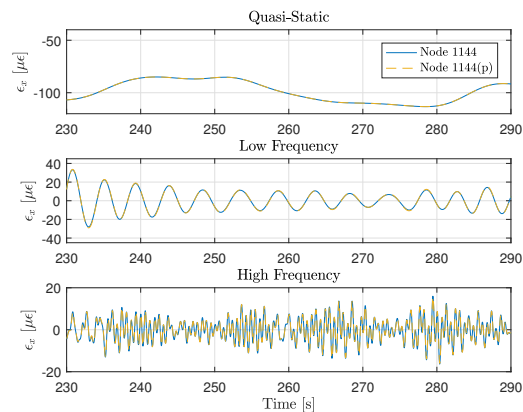 Quasi-Static
-50
-100
ϵx [µϵ]
Node 1144
Node 1144(p)
230 240 250 260 270 280 290
Low Frequency
40
20
0
-20
-40
ϵx [µϵ]
230 240 250 260 270 280 290
High Frequency
20
0
-20
ϵx [µϵ]
230 240 250 260 270 280 290
Time [s]